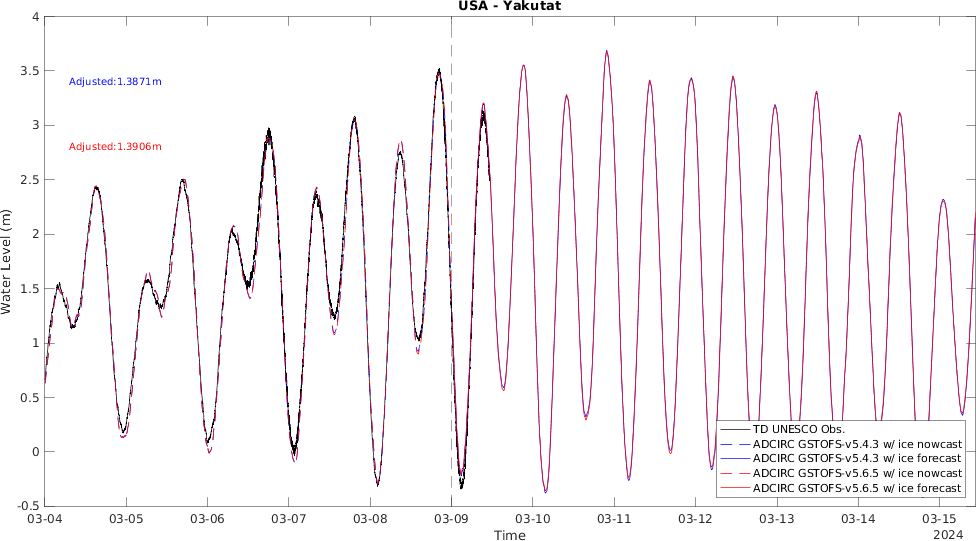 USA - Yakutat
4
3.5
3
2.5
2
1.5
1
0.5
0
-0.5
Water Level (m)
Adjusted:1.3871m
Adjusted:1.3906m
TD UNESCO Obs.
ADCIRC GSTOFS-v5.4.3 w/ ice nowcast
ADCIRC GSTOFS-v5.4.3 w/ ice forecast
ADCIRC GSTOFS-v5.6.5 w/ ice nowcast
ADCIRC GSTOFS-v5.6.5 w/ ice forecast
03-04 03-05 03-06 03-07 03-08 03-09 03-10 03-11 03-12 03-13 03-14 03-15
Time
2024